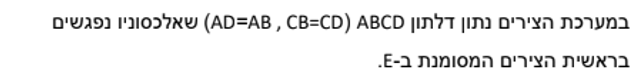 במערכת הצירים נתון דלתון ABCD (AD=AB , CB=CD) שאלכסוניו נפגשים
בראשית הצירים המסומנת ב-E.